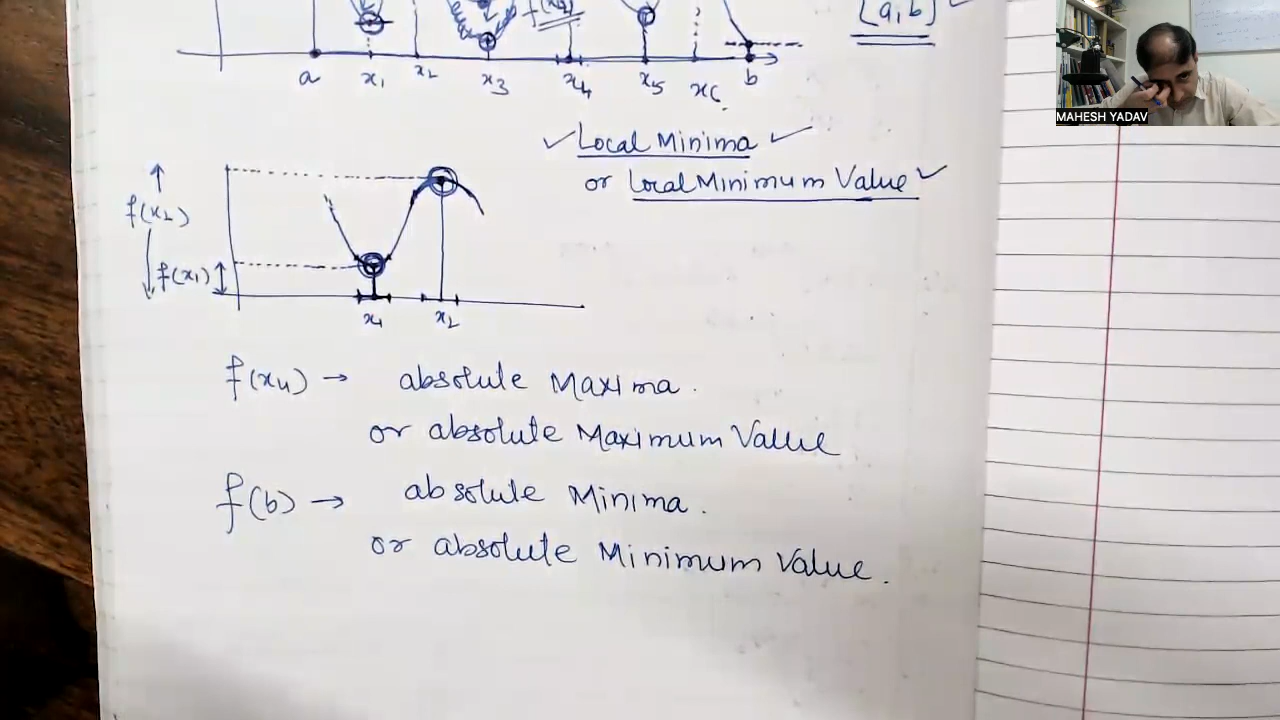 f(x4)
[a,b]
a x1 x2 x3 x4 x5 x6 b
MAHESH YADAV
Local Minima
or Local Minimum Value
f(x2)
f(x1)
x1 x2
f(x4) → absolute Maxima.
or absolute Maximum Value
f(b) → absolute Minima.
or absolute Minimum Value.